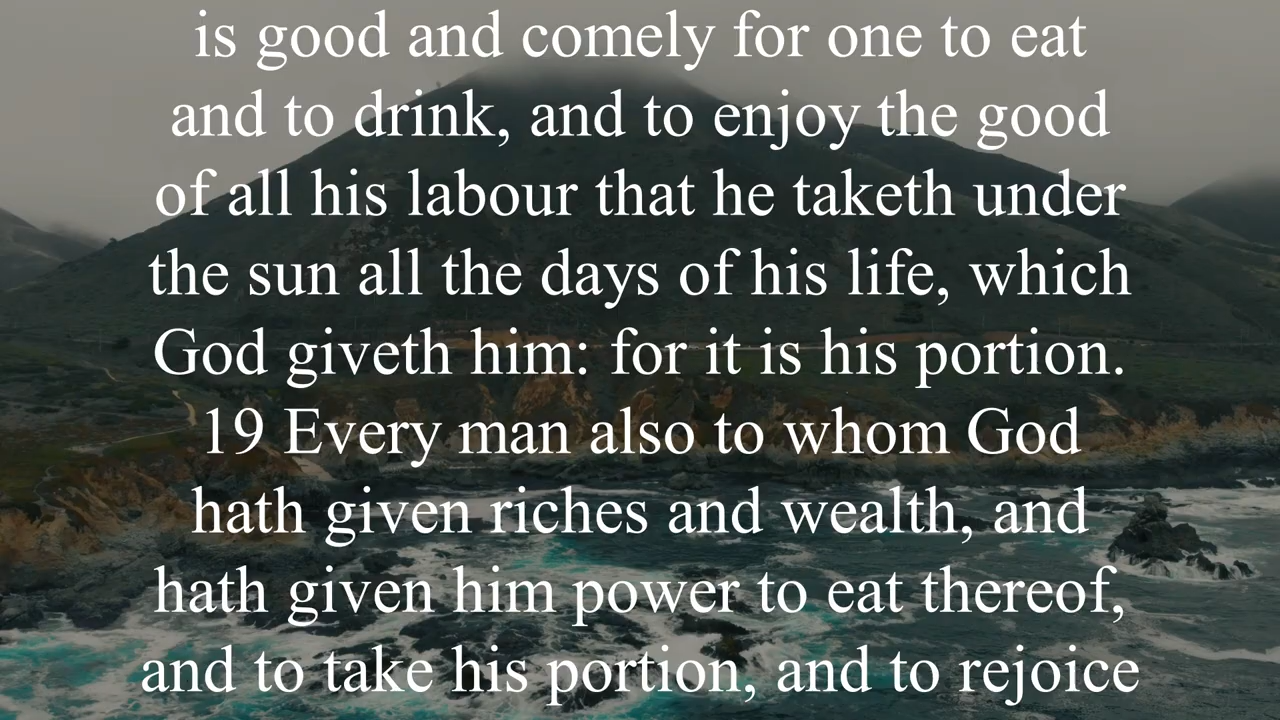 is good and comely for one to eat
and to drink, and to enjoy the good
of all his labour that he taketh under
the sun all the days of his life, which
God giveth him: for it is his portion.
19 Every man also to whom God
hath given riches and wealth, and
hath given him power to eat thereof,
and to take his portion, and to rejoice